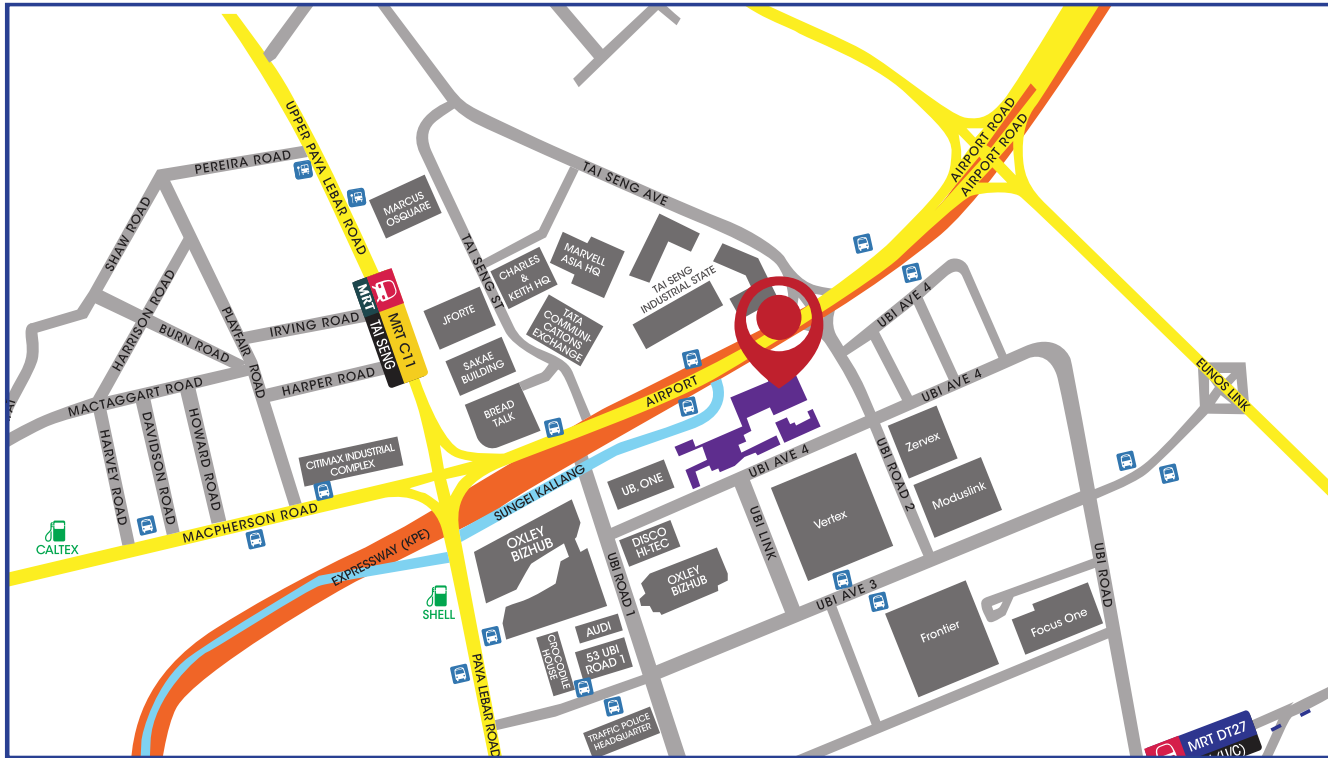 AIRPORT ROAD
AIRPORT ROAD
UPPER PAYA LEBAR ROAD
PEREIRA ROAD
TAI SENG AVE
SHAW ROAD
MARCUS
OSQUARE
TAI SENG ST
CHARLES
&
KEITH HQ
MARVELL
ASIA HQ
TAI SENG
INDUSTRIAL STATE
HARRISON ROAD
PLAYFAIR
ROAD
BURN ROAD
IRVING ROAD
MRT
TAI SENG
MRT C11
JFORTE
TATA
COMMUNI-
CATIONS
EXCHANGE
UBI AVE 4
SAKAE
BUILDING
HARPER ROAD
MACTAGGART ROAD
AIRPORT
UBI AVE 4
EUNOS LINK
BREAD
TALK
HARVEY ROAD
DAVIDSON ROAD
HOWARD ROAD
CITIMAX INDUSTRIAL
COMPLEX
UBI AVE 4
UBI ROAD 2
Zervex
SUNGEI KALLANG
UB. ONE
Moduslink
MACPHERSON ROAD
Vertex
UBI LINK
CALTEX
EXPRESSWAY (KPE)
OXLEY
BIZHUB
DISCO
HI-TEC
OXLEY
BIZHUB
UBI ROAD 1
UBI AVE 3
UBI ROAD
SHELL
Frontier
Focus One
AUDI
CROCODILE
HOUSE
53 UBI
ROAD 1
PAYA LEBAR ROAD
TRAFFIC POLICE
HEADQUARTER
MRT DT27